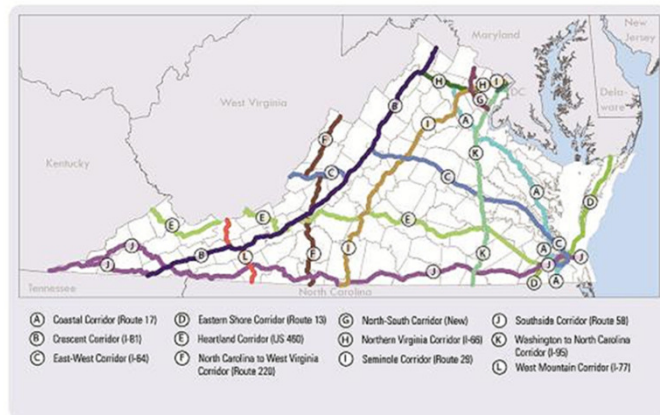 Maryland
New
Jersey
DC
Dela-
ware
West Virginia
Kentucky
Tennessee
North Carolina
H
H
I
G
B
A
I
F
K
C
C
A
D
E
E
E
J
J
B
L
F
I
K
J
A
C
J
J
D
A
A Coastal Corridor (Route 17)
B Crescent Corridor (I-81)
C East-West Corridor (I-64)
D Eastern Shore Corridor (Route 13)
E Heartland Corridor (US 460)
F North Carolina to West Virginia
Corridor (Route 220)
G North-South Corridor (New)
H Northern Virginia Corridor (I-66)
I Seminole Corridor (Route 29)
J Southside Corridor (Route 58)
K Washington to North Carolina
Corridor (I-95)
L West Mountain Corridor (I-77)